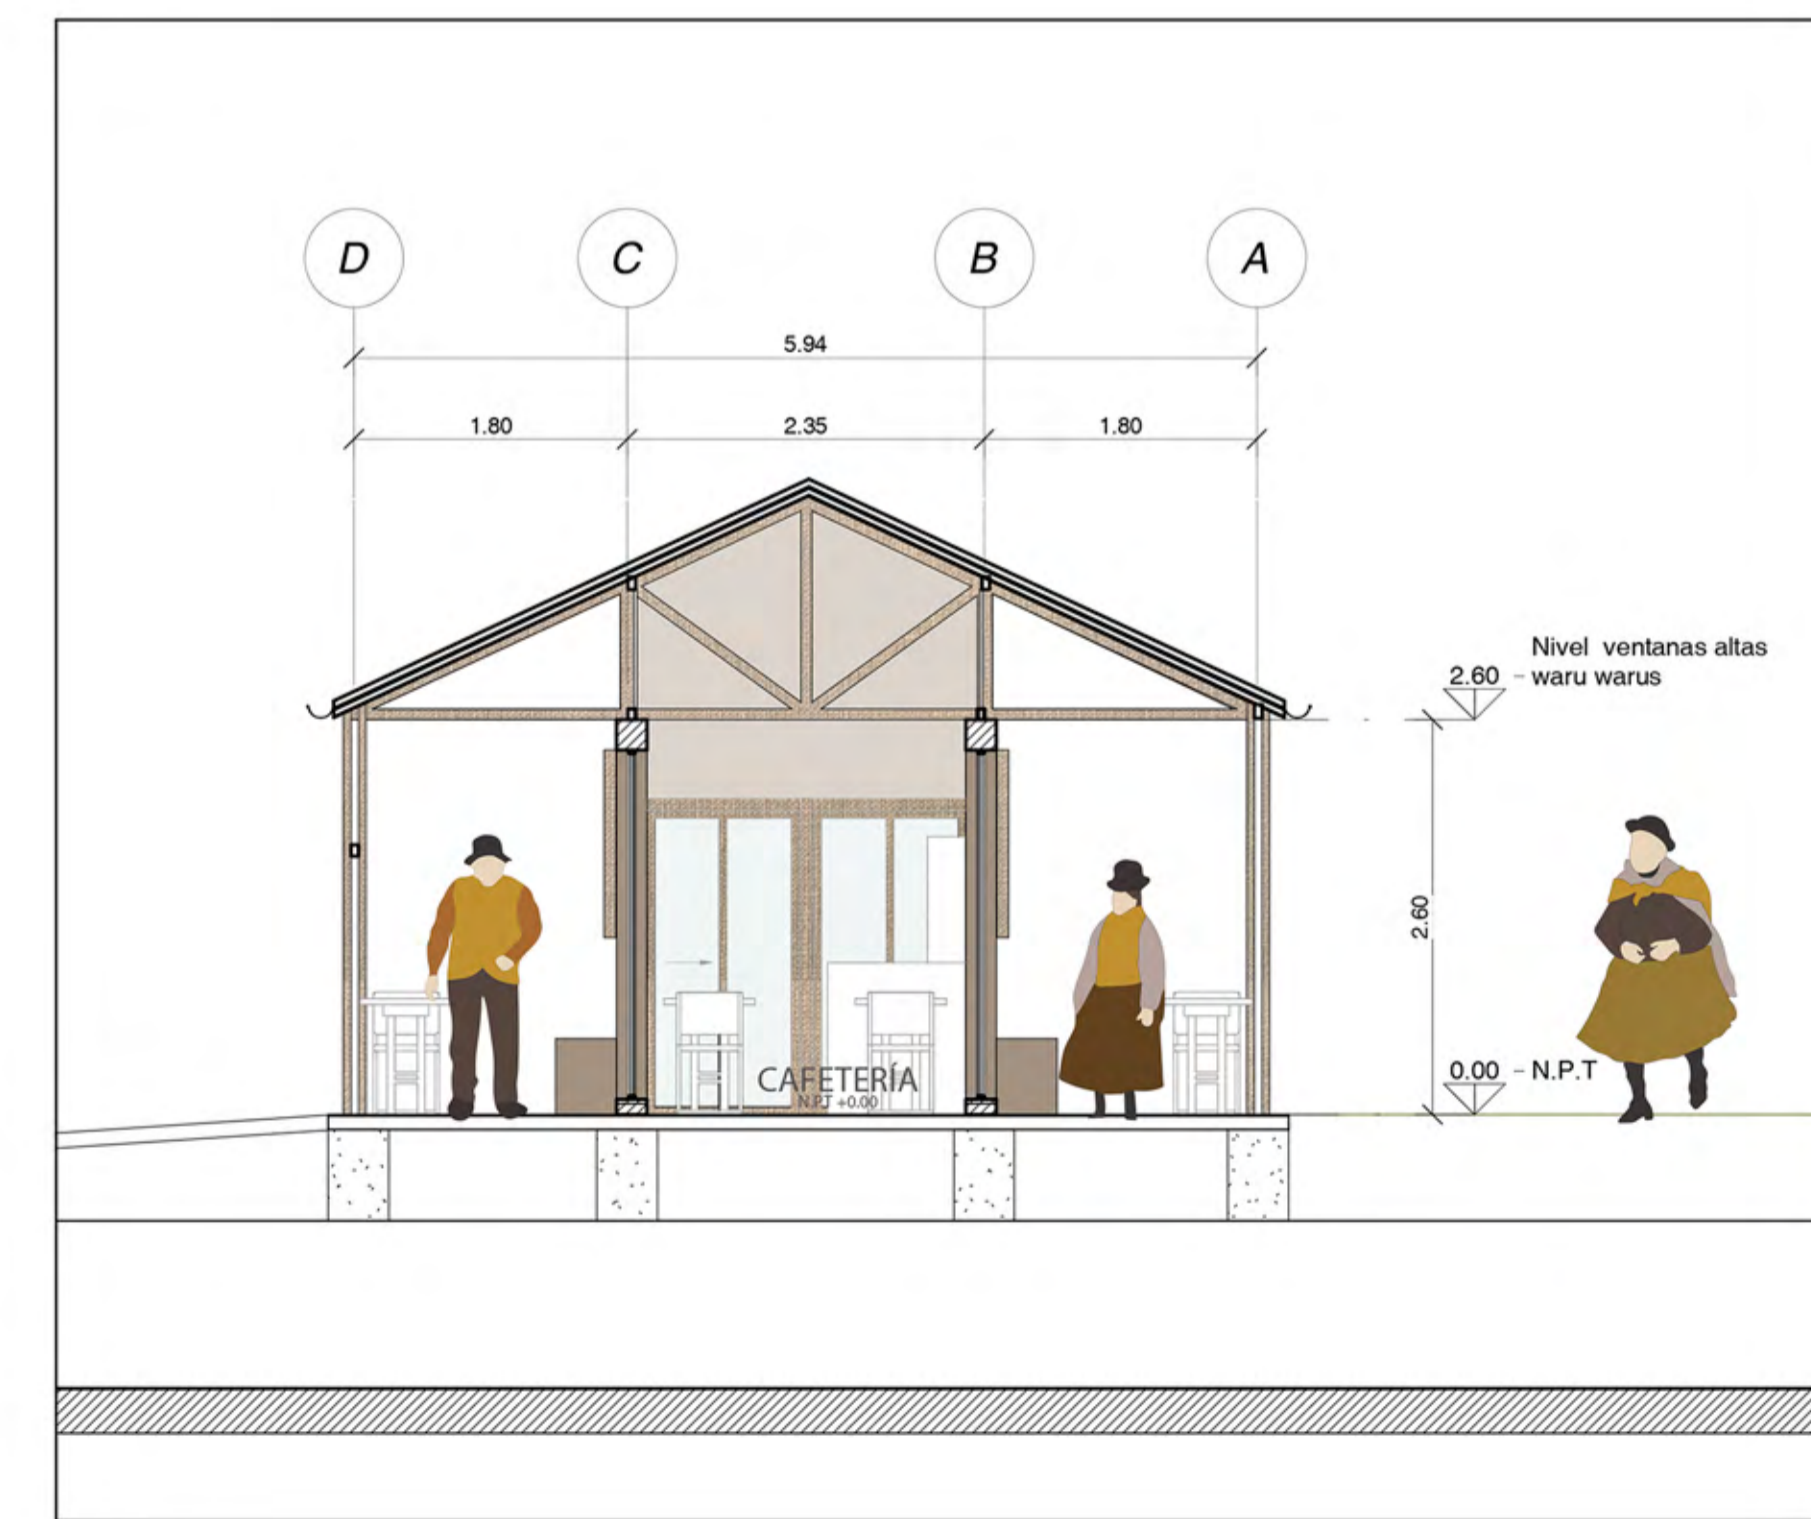 D C B A
5.94
1.80 2.35 1.80
Nivel ventanas altas
2.60 - waru warus
2.60
0.00 - N.P.T
CAFETERÍA
N.P.T +0.00